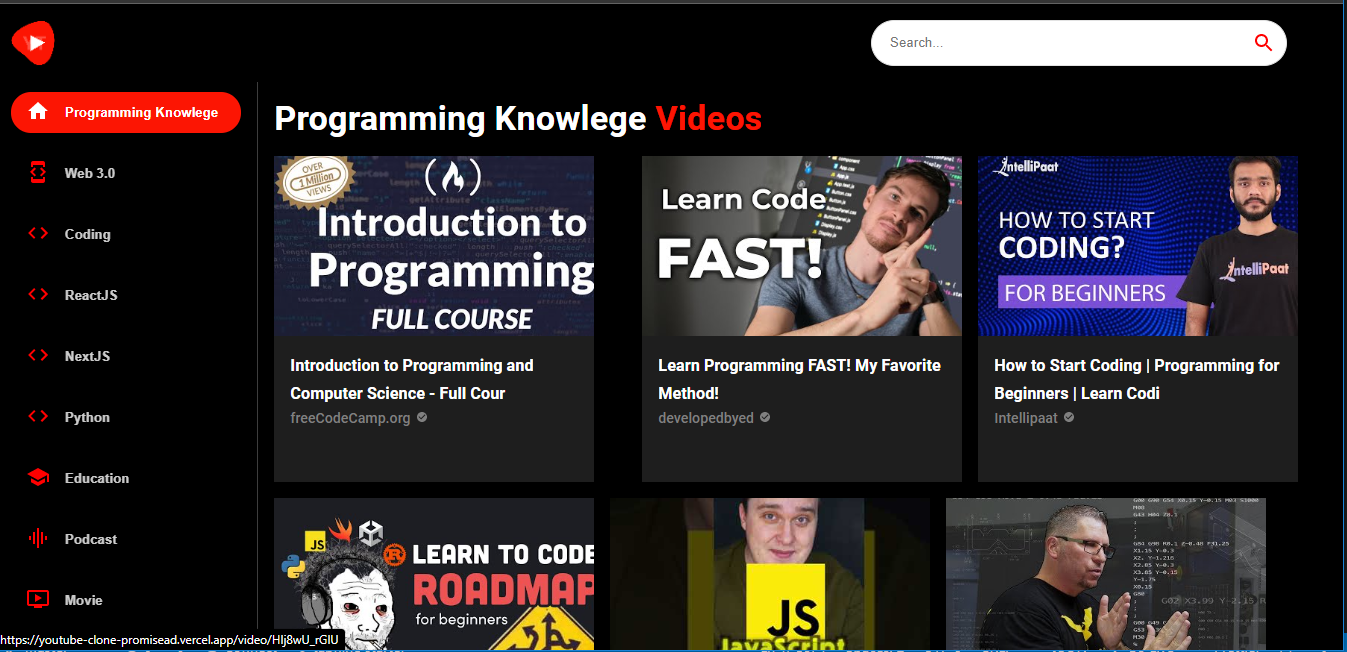 Search...
Programming Knowlege
Web 3.0
Coding
ReactJS
NextJS
Python
Education
Podcast
Movie
Programming Knowlege Videos
OVER
1 Million
VIEWS
Introduction to
Programming
FULL COURSE
Introduction to Programming and
Computer Science - Full Cour
freeCodeCamp.org
Learn Code
FAST!
Learn Programming FAST! My Favorite
Method!
developedbyed
IntelliPaat
HOW TO START
CODING?
FOR BEGINNERS
IntelliPaat
How to Start Coding | Programming for
Beginners | Learn Codi
Intellipaat
JS
LEARN TO CODE
ROADMAP
for beginners
JS
JavaScript
https://youtube-clone-promisead.vercel.app/video/HIj8wU_rGIU